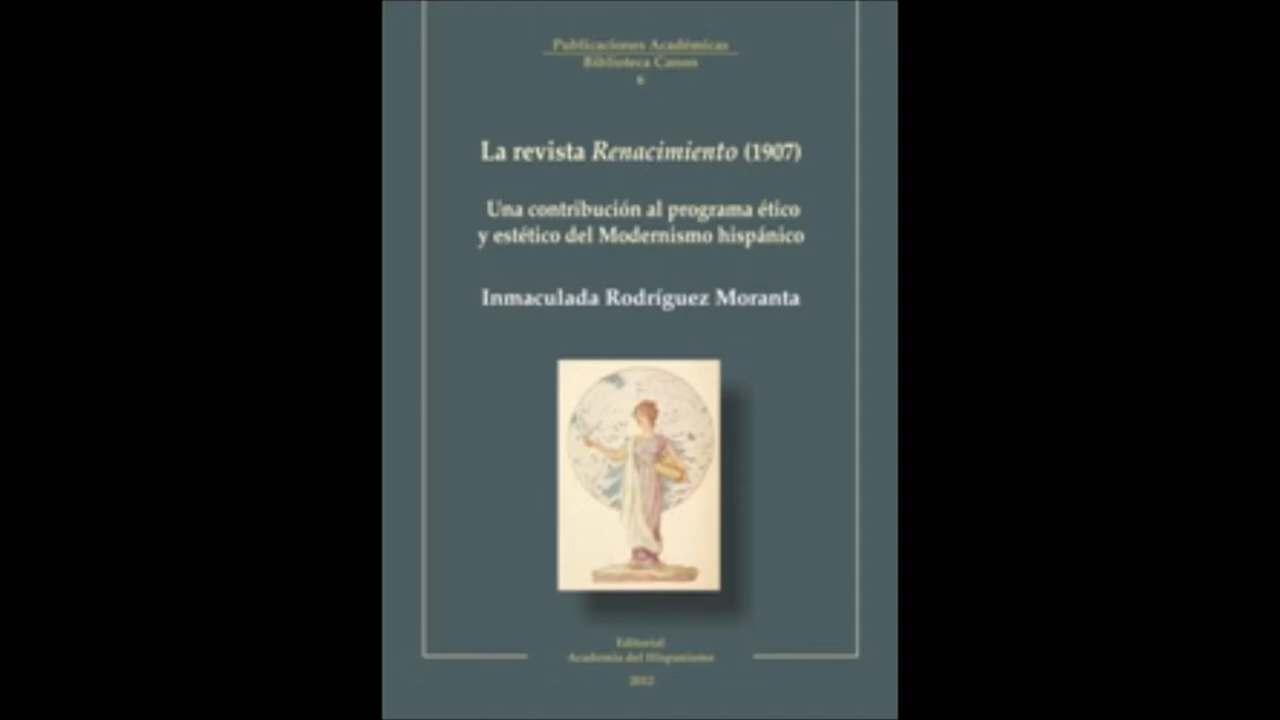 Publicaciones Académicas
Biblioteca Canon
6
La revista Renacimiento (1907)
Una contribución al programa ético
y estético del Modernismo hispánico
Inmaculada Rodríguez Moranta
Editorial
Academia del Hispanismo
2012